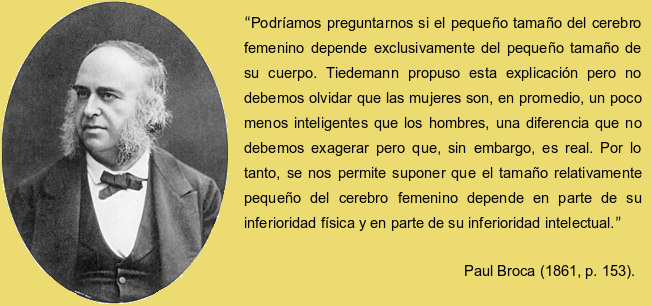 “Podríamos preguntarnos si el pequeño tamaño del cerebro
femenino depende exclusivamente del pequeño tamaño de
su cuerpo. Tiedemann propuso esta explicación pero no
debemos olvidar que las mujeres son, en promedio, un poco
menos inteligentes que los hombres, una diferencia que no
debemos exagerar pero que, sin embargo, es real. Por lo
tanto, se nos permite suponer que el tamaño relativamente
pequeño del cerebro femenino depende en parte de su
inferioridad física y en parte de su inferioridad intelectual.”
Paul Broca (1861, p. 153).